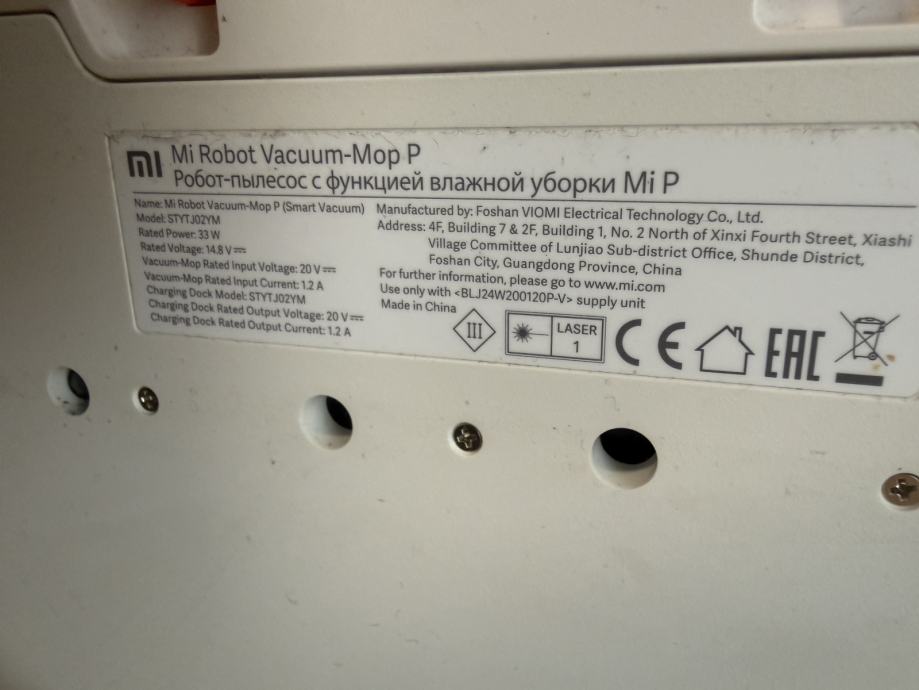 mi Mi Robot Vacuum-Mop P
Робот-пылесос с функцией влажной уборки Mi P
Name: Mi Robot Vacuum-Mop P (Smart Vacuum)
Model: STYTJ02YM
Rated Power: 33 W
Rated Voltage: 14.8 V⎓
Vacuum-Mop Rated Input Voltage: 20 V⎓
Vacuum-Mop Rated Input Current: 1.2 A
Charging Dock Model: STYTJ02YM
Charging Dock Rated Output Voltage: 20 V⎓
Charging Dock Rated Output Current: 1.2 A
Manufactured by: Foshan VIOMI Electrical Technology Co., Ltd.
Address: 4F, Building 7 & 2F, Building 1, No. 2 North of Xinxi Fourth Street, Xiashi
Village Committee of Lunjiao Sub-district Office, Shunde District,
Foshan City, Guangdong Province, China
For further information, please go to www.mi.com
Use only with <BLJ24W200120P-V> supply unit
Made in China
III
LASER
1
CE
EAC